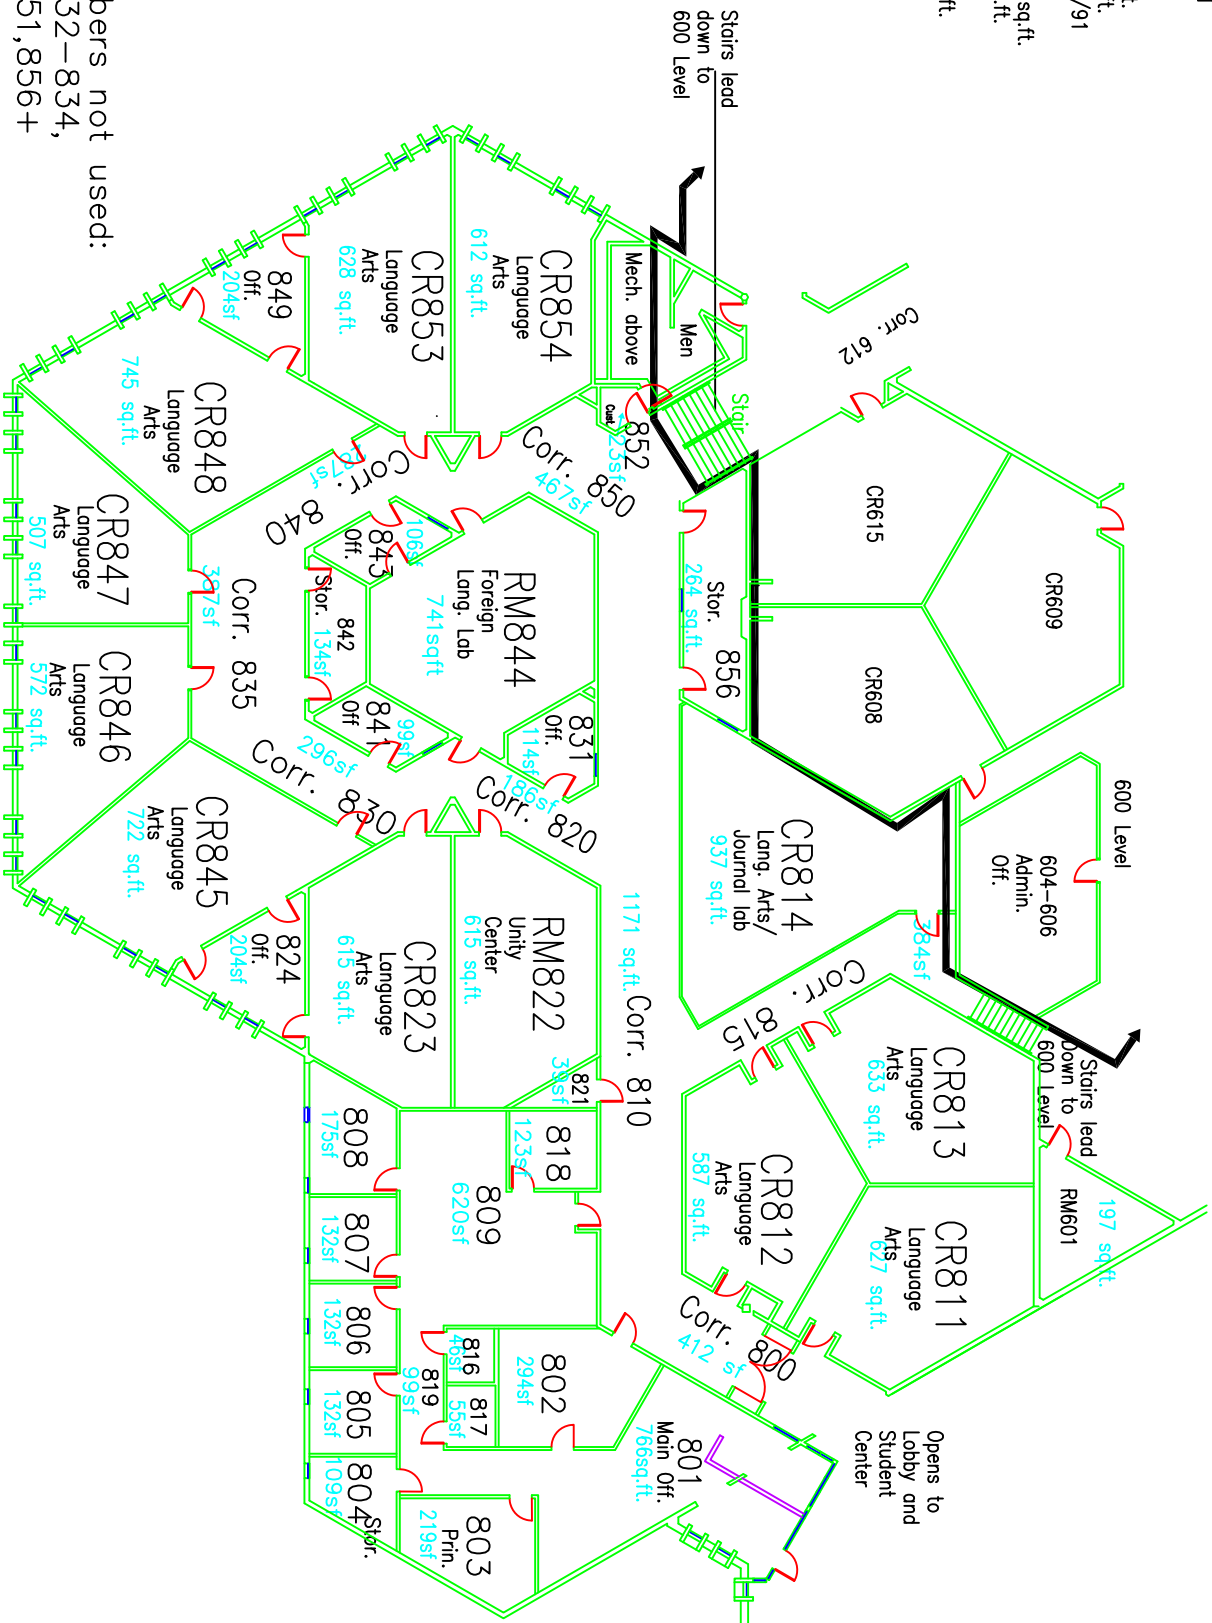 /91
sq.ft.
ft.
ft.
Stairs lead
down to
600 Level
bers not used:
32-834,
51,856+
Corr. 612
Mech. above
Men
Stair
Cust.
852
23sf
CR854
Language
Arts
612 sq.ft.
CR853
Language
Arts
628 sq.ft.
849
Off.
204sf
CR848
Language
Arts
745 sq.ft.
CR847
Language
Arts
507 sq.ft.
CR846
Language
Arts
572 sq.ft.
CR845
Language
Arts
722 sq.ft.
824
Off.
204sf
CR823
Language
Arts
615 sq.ft.
RM822
Unity
Center
615 sq.ft.
Corr. 850
467sf
Corr. 840
Corr. 835
387sf
Corr. 830
296sf
Corr. 820
186sf
843
Off.
106sf
842
Stor.
134sf
841
Off
99sf
RM844
Foreign
Lang. Lab
741sqft
831
Off.
114sf
Stor.
264 sq.ft.
856
CR615
CR609
CR608
600 Level
604-606
Admin.
Off.
CR814
Lang. Arts/
Journal lab
937 sq.ft.
384sf
Corr. 815
1171 sq.ft.
Corr. 810
821
39sf
818
123sf
809
620sf
808
175sf
807
132sf
806
132sf
805
132sf
804
Stor.
109sf
803
Prin.
219sf
802
294sf
816
46sf
817
55sf
819
99sf
801
Main Off.
766sq.ft.
Corr. 800
412 sf
CR813
Language
Arts
633 sq.ft.
CR812
Language
Arts
587 sq.ft.
CR811
Language
Arts
627 sq.ft.
RM601
197 sq.ft.
Stairs lead
Down to
600 Level
Opens to
Lobby and
Student
Center